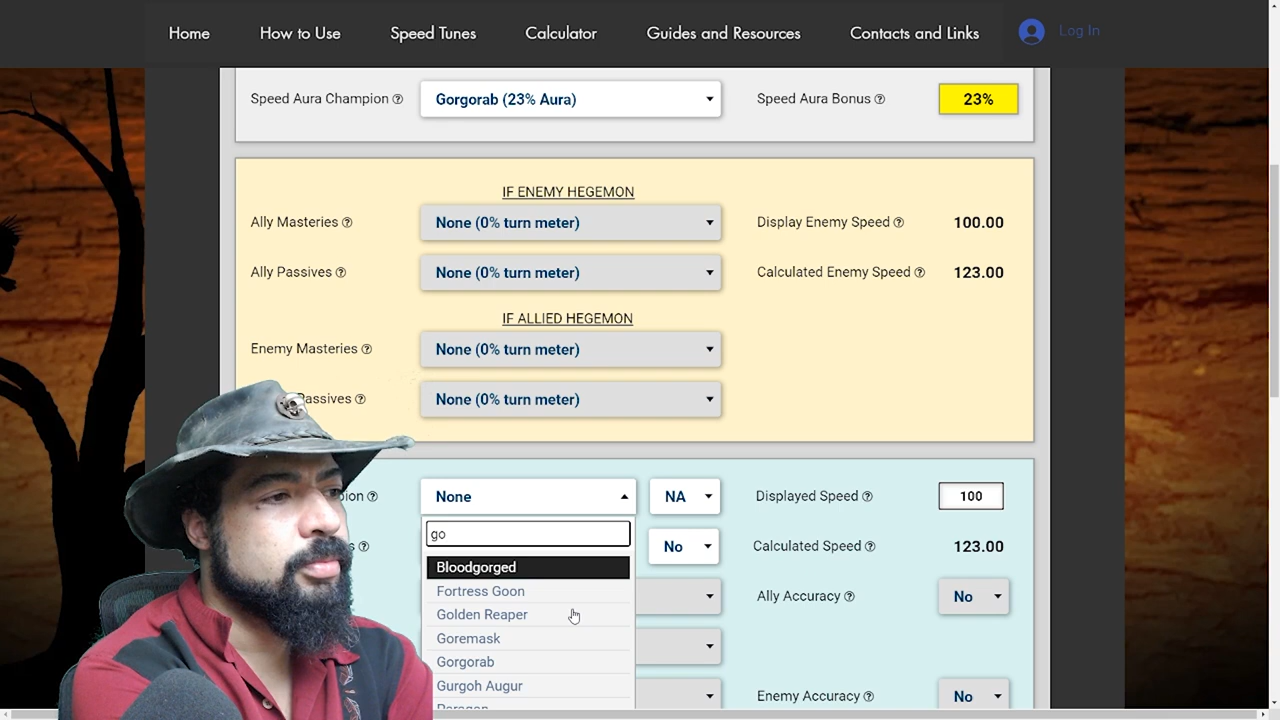 Home How to Use Speed Tunes Calculator Guides and Resources Contacts and Links Log In
Speed Aura Champion Gorgorab (23% Aura) Speed Aura Bonus 23%
IF ENEMY HEGEMON
Ally Masteries None (0% turn meter) Display Enemy Speed 100.00
Ally Passives None (0% turn meter) Calculated Enemy Speed 123.00
IF ALLIED HEGEMON
Enemy Masteries None (0% turn meter)
Passives None (0% turn meter)
None NA Displayed Speed 100
go
No Calculated Speed 123.00
Bloodgorged
Fortress Goon Ally Accuracy No
Golden Reaper
Goremask
Gorgorab
Gurgoh Augur Enemy Accuracy No